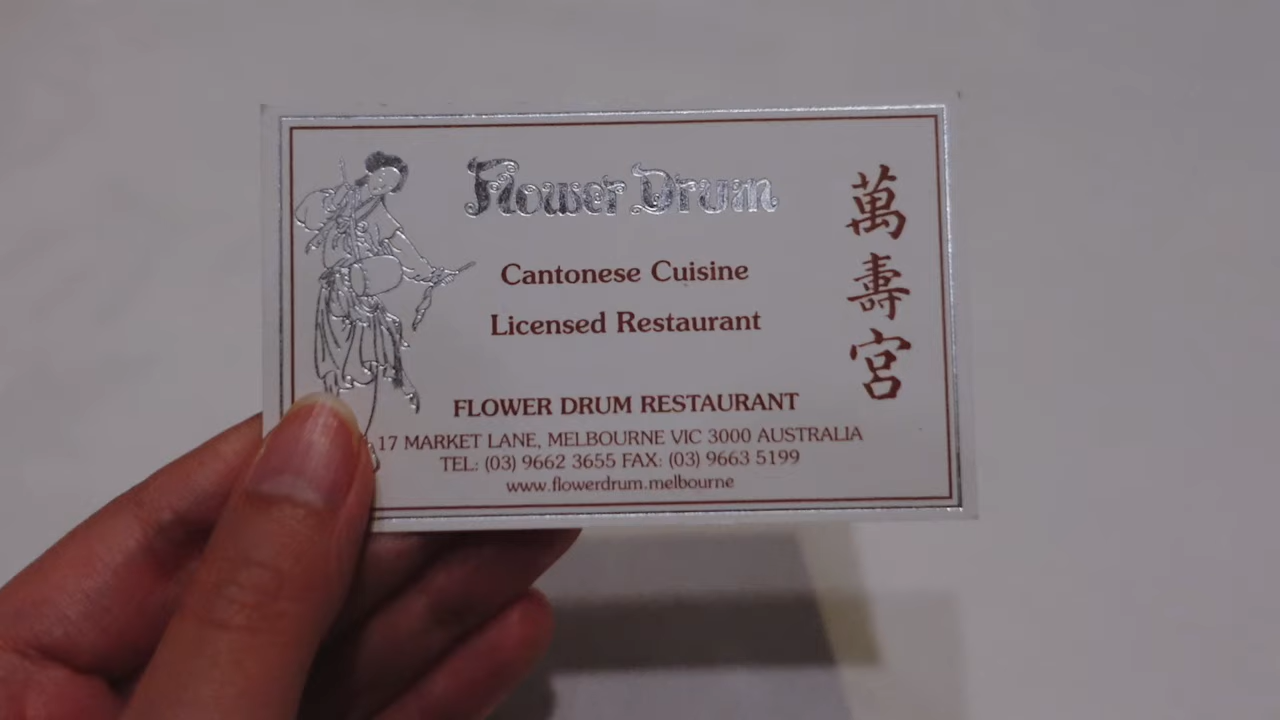 Flower Drum
Cantonese Cuisine
Licensed Restaurant
FLOWER DRUM RESTAURANT
17 MARKET LANE, MELBOURNE VIC 3000 AUSTRALIA
TEL: (03) 9662 3655 FAX: (03) 9663 5199
www.flowerdrum.melbourne
萬壽宮